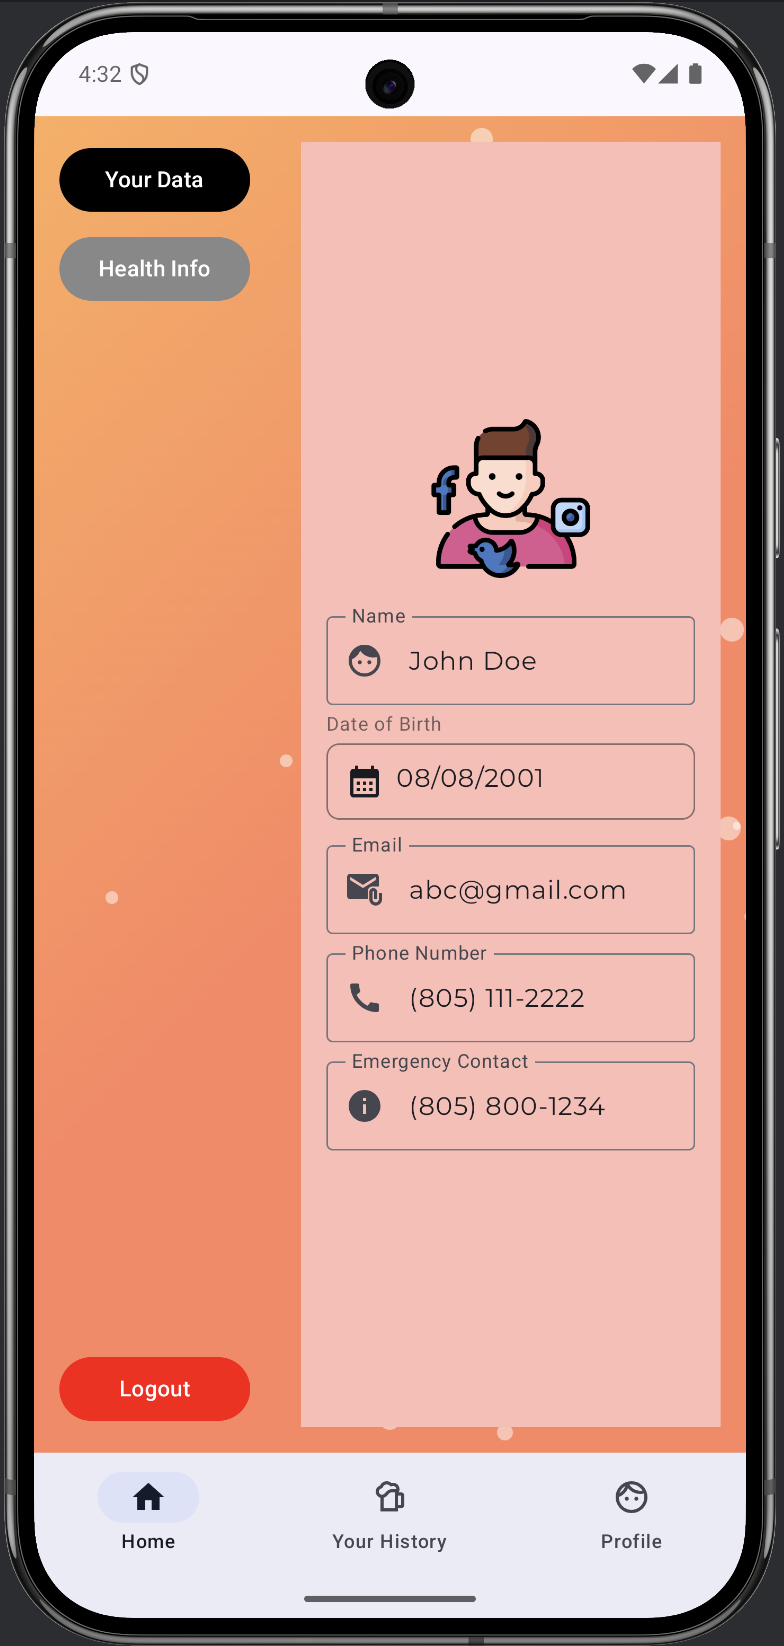 4:32
Your Data
Health Info
Name
John Doe
Date of Birth
08/08/2001
Email
abc@gmail.com
Phone Number
(805) 111-2222
Emergency Contact
(805) 800-1234
Logout
Home
Your History
Profile